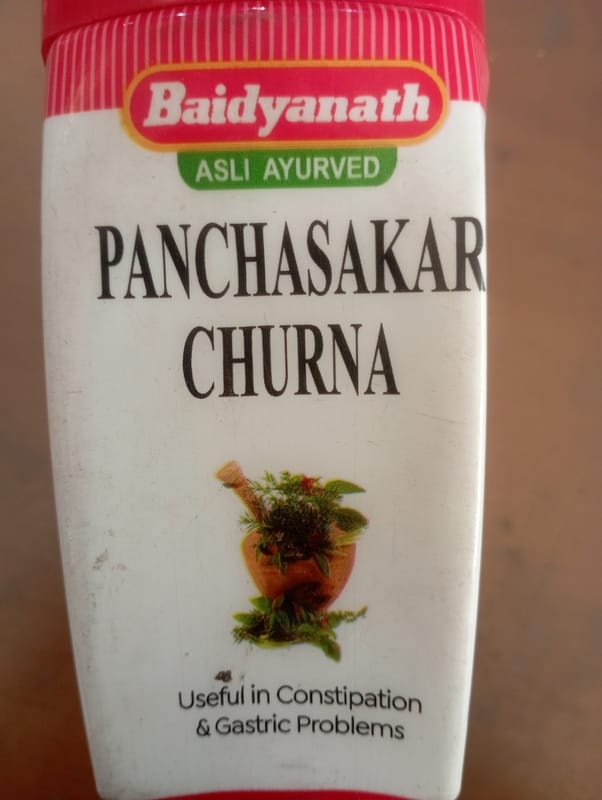 Baidyanath
ASLI AYURVED
PANCHASAKAR
CHURNA
Useful in Constipation
& Gastric Problems